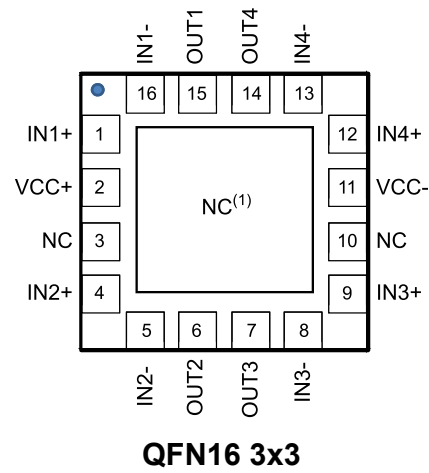 IN1-
OUT1
OUT4
IN4-
16
15
14
13
IN1+
1
12
IN4+
VCC+
2
11
VCC-
NC(1)
NC
3
10
NC
IN2+
4
9
IN3+
5
6
7
8
IN2-
OUT2
OUT3
IN3-
QFN16 3x3